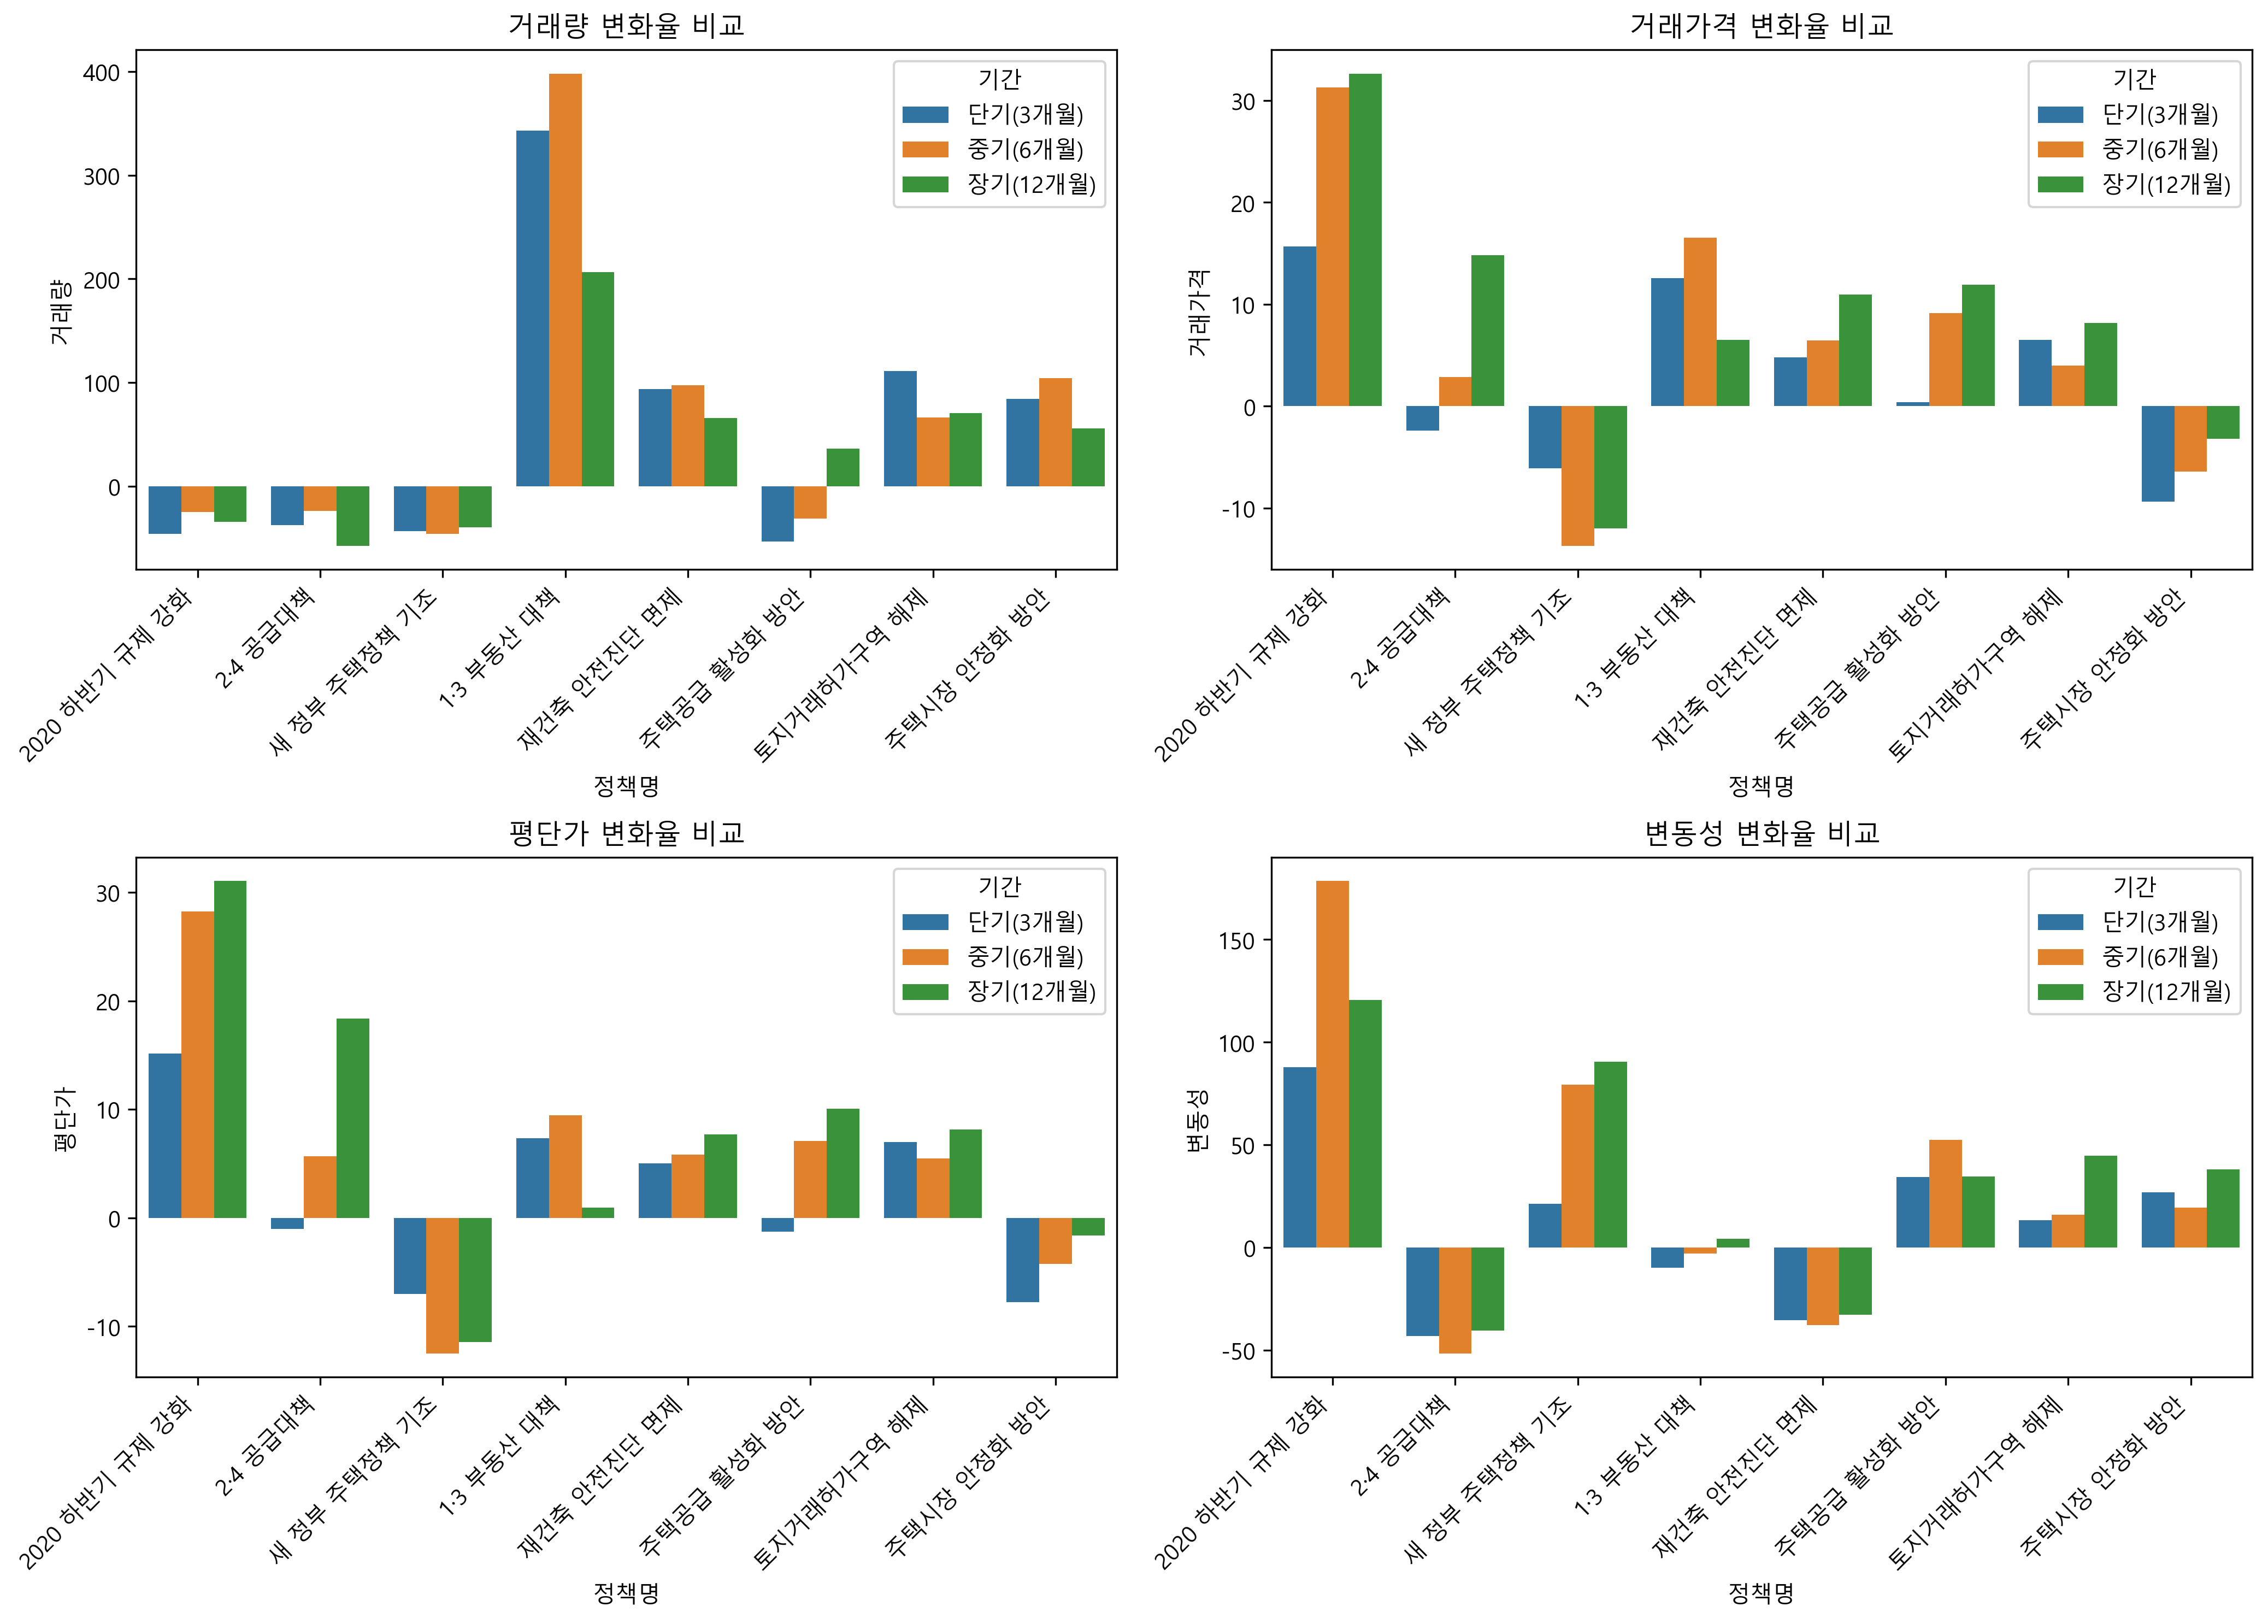 거래량 변화율 비교
400
300
200
100
0
거래량
기간
단기(3개월)
중기(6개월)
장기(12개월)
2020 하반기 규제 강화
2·4 공급대책
새 정부 주택정책 기조
1·3 부동산 대책
재건축 안전진단 면제
주택공급 활성화 방안
토지거래허가구역 해제
주택시장 안정화 방안
정책명
거래가격 변화율 비교
30
20
10
0
-10
거래가격
기간
단기(3개월)
중기(6개월)
장기(12개월)
2020 하반기 규제 강화
2·4 공급대책
새 정부 주택정책 기조
1·3 부동산 대책
재건축 안전진단 면제
주택공급 활성화 방안
토지거래허가구역 해제
주택시장 안정화 방안
정책명
평단가 변화율 비교
30
20
10
0
-10
평단가
기간
단기(3개월)
중기(6개월)
장기(12개월)
2020 하반기 규제 강화
2·4 공급대책
새 정부 주택정책 기조
1·3 부동산 대책
재건축 안전진단 면제
주택공급 활성화 방안
토지거래허가구역 해제
주택시장 안정화 방안
정책명
변동성 변화율 비교
150
100
50
0
-50
변동성
기간
단기(3개월)
중기(6개월)
장기(12개월)
2020 하반기 규제 강화
2·4 공급대책
새 정부 주택정책 기조
1·3 부동산 대책
재건축 안전진단 면제
주택공급 활성화 방안
토지거래허가구역 해제
주택시장 안정화 방안
정책명